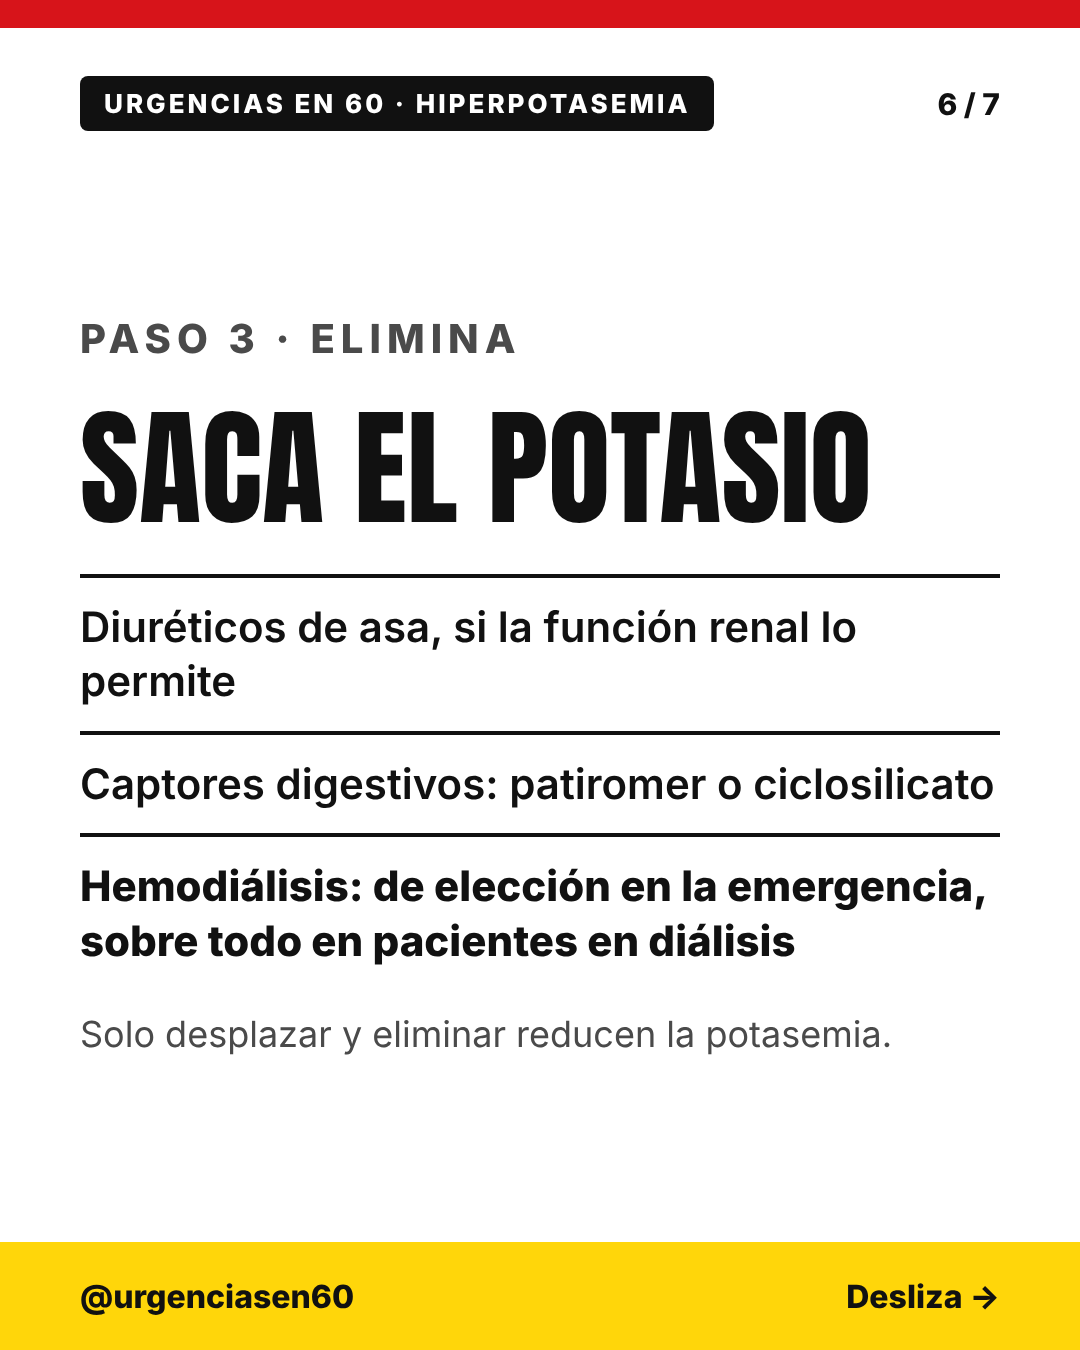 URGENCIAS EN 60 · HIPERPOTASEMIA
6 / 7
PASO 3 · ELIMINA
SACA EL POTASIO
Diuréticos de asa, si la función renal lo
permite
Captores digestivos: patiromer o ciclosilicato
Hemodiálisis: de elección en la emergencia,
sobre todo en pacientes en diálisis
Solo desplazar y eliminar reducen la potasemia.
@urgenciasen60
Desliza →